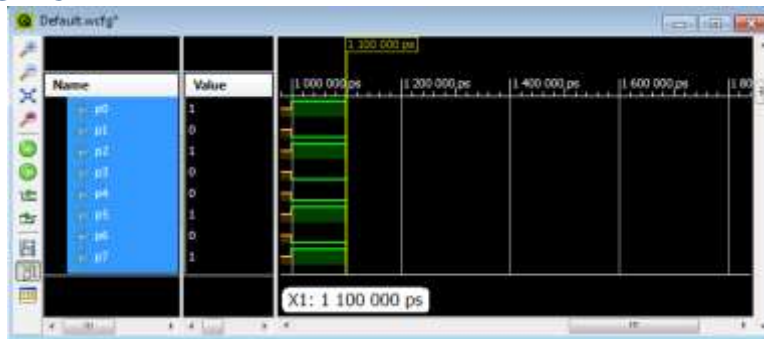 Default.wcfg*
1 100 000 ps
Name Value 1 000 000 ps 1 200 000 ps 1 400 000 ps 1 600 000 ps 1 80
p0 1
p1 0
p2 1
p3 0
p4 0
p5 1
p6 0
p7 1
X1: 1 100 000 ps